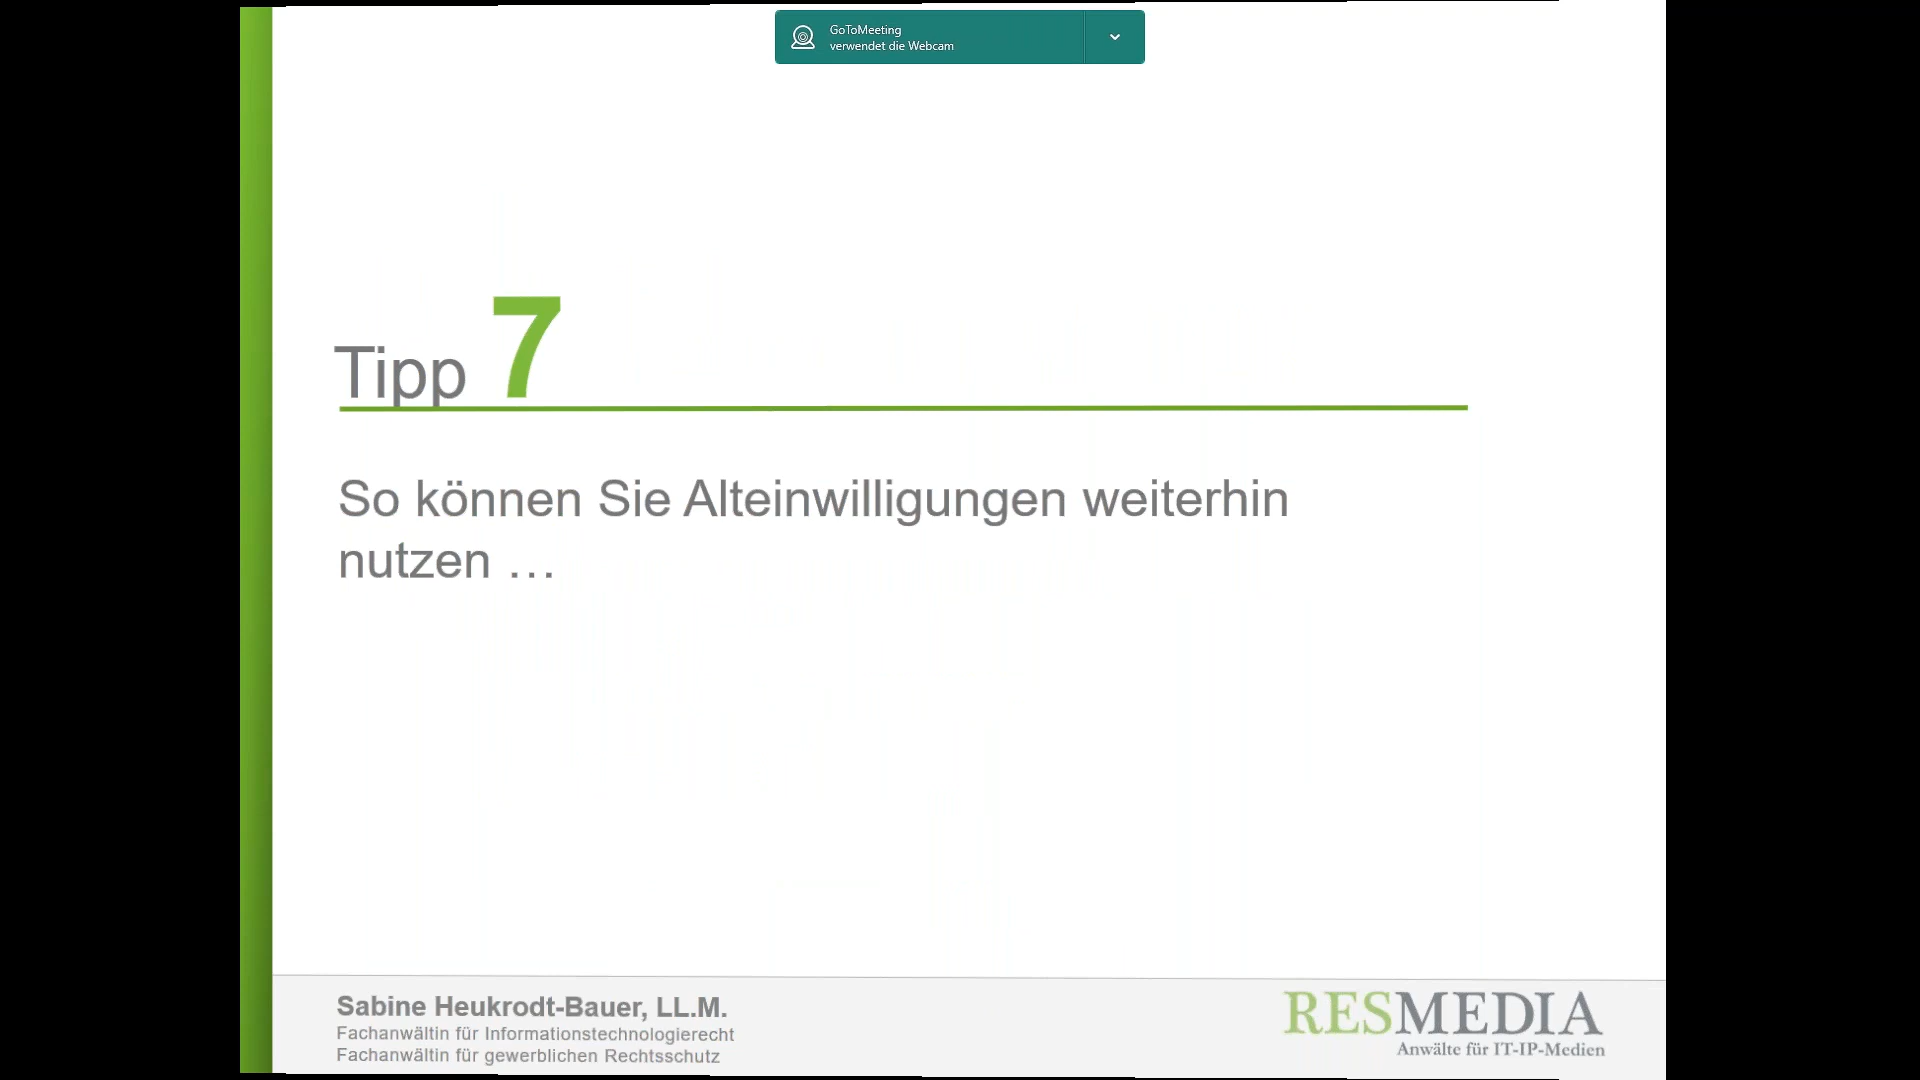 GoToMeeting
verwendet die Webcam
Tipp 7
So können Sie Alteinwilligungen weiterhin
nutzen …
Sabine Heukrodt-Bauer, LL.M.
Fachanwältin für Informationstechnologierecht
Fachanwältin für gewerblichen Rechtsschutz
RESMEDIA
Anwälte für IT-IP-Medien